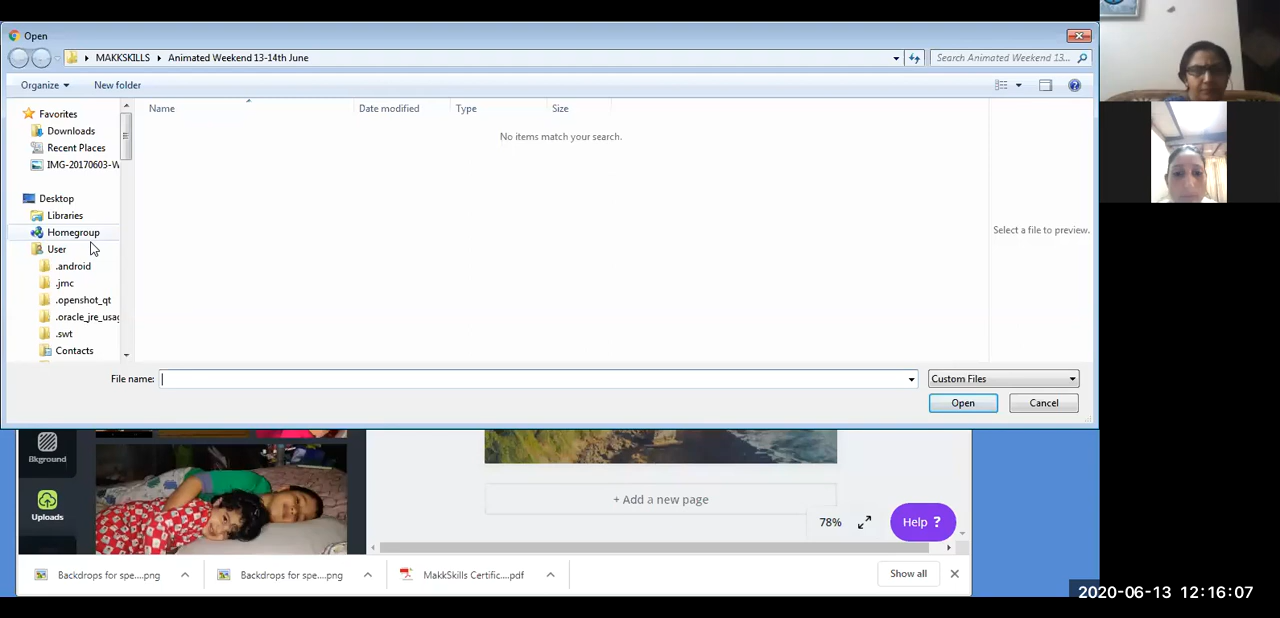 Open
MAKKSKILLS Animated Weekend 13-14th June
Search Animated Weekend 13...
Organize New folder
Name Date modified Type Size
No items match your search.
Select a file to preview.
Favorites
Downloads
Recent Places
IMG-20170603-W
Desktop
Libraries
Homegroup
User
.android
.jmc
.openshot_qt
.oracle_jre_usag
.swt
Contacts
File name:
Custom Files
Open Cancel
Bkground
Uploads
+ Add a new page
78%
Help ?
Backdrops for spe....png
Backdrops for spe....png
MakkSkills Certific....pdf
Show all
2020-06-13 12:16:07